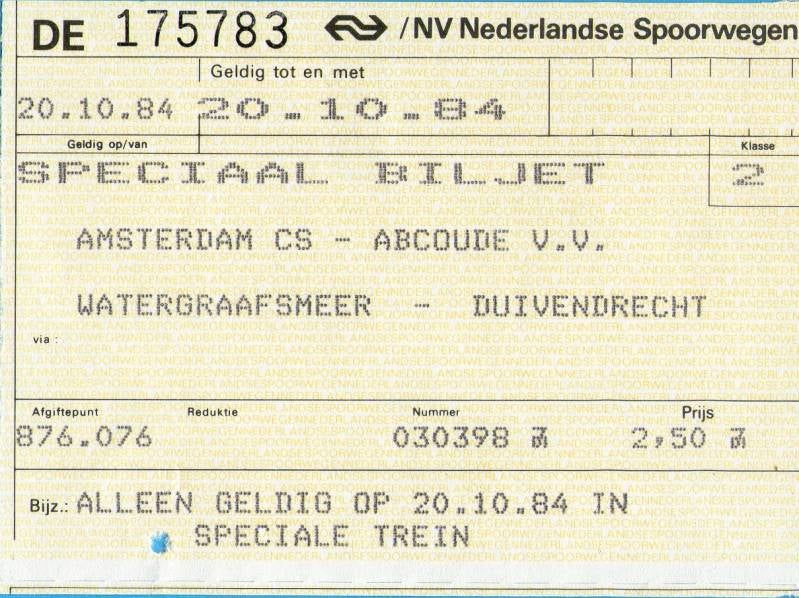 DE 175783 /NV Nederlandse Spoorwegen
Geldig tot en met
20.10.84 20.10.84
Geldig op/van Klasse
SPECIAAL BILJET 2
AMSTERDAM CS - ABCOUDE V.V.
WATERGRAAFSMEER - DUIVENDRECHT
via :
Afgiftepunt Reduktie Nummer Prijs
876.076 030398 2,50
Bijz.: ALLEEN GELDIG OP 20.10.84 IN
SPECIALE TREIN